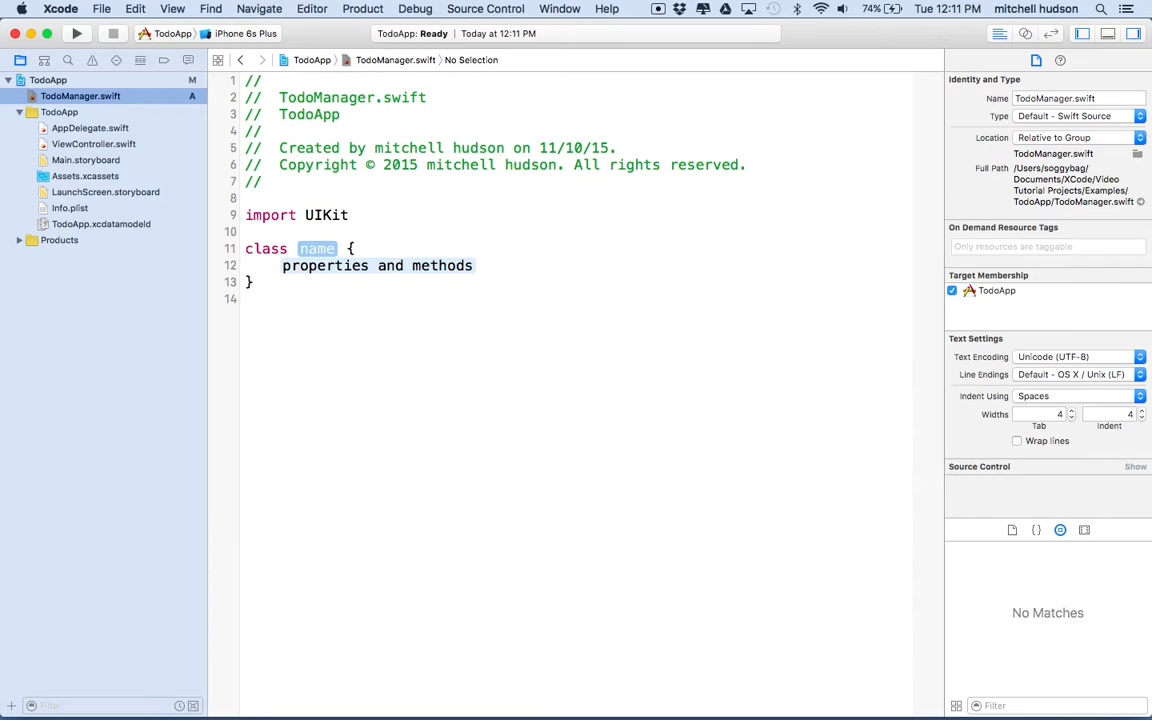 Xcode File Edit View Find Navigate Editor Product Debug Source Control Window Help 74% Tue 12:11 PM mitchell hudson
TodoApp iPhone 6s Plus TodoApp: Ready Today at 12:11 PM
TodoApp TodoManager.swift No Selection
TodoApp M
TodoManager.swift A
TodoApp
AppDelegate.swift
ViewController.swift
Main.storyboard
Assets.xcassets
LaunchScreen.storyboard
Info.plist
TodoApp.xcdatamodeld
Products
Filter
1 //
2 // TodoManager.swift
3 // TodoApp
4 //
5 // Created by mitchell hudson on 11/10/15.
6 // Copyright © 2015 mitchell hudson. All rights reserved.
7 //
8
9 import UIKit
10
11 class name {
12 properties and methods
13 }
14
Identity and Type
Name TodoManager.swift
Type Default - Swift Source
Location Relative to Group
TodoManager.swift
Full Path /Users/soggybag/
Documents/XCode/Video
Tutorial Projects/Examples/
TodoApp/TodoManager.swift
On Demand Resource Tags
Only resources are taggable
Target Membership
TodoApp
Text Settings
Text Encoding Unicode (UTF-8)
Line Endings Default - OS X / Unix (LF)
Indent Using Spaces
Widths 4 4
Tab Indent
Wrap lines
Source Control Show
{ }
No Matches
Filter